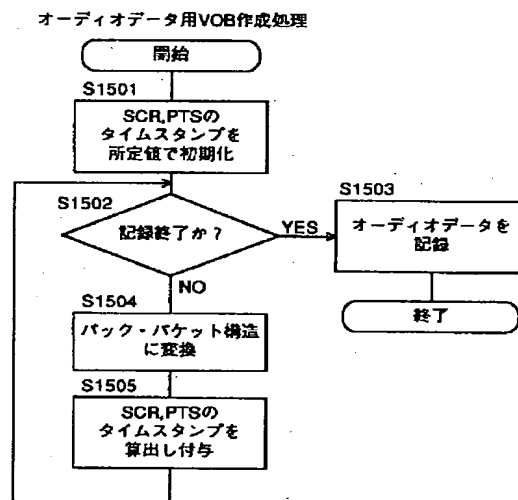 オーディオデータ用VOB作成処理
開始
S1501
SCR,PTSの
タイムスタンプを
所定値で初期化
S1502
記録終了か？
YES
NO
S1503
オーディオデータを
記録
終了
S1504
パック・パケット構造
に変換
S1505
SCR,PTSの
タイムスタンプを
算出し付与